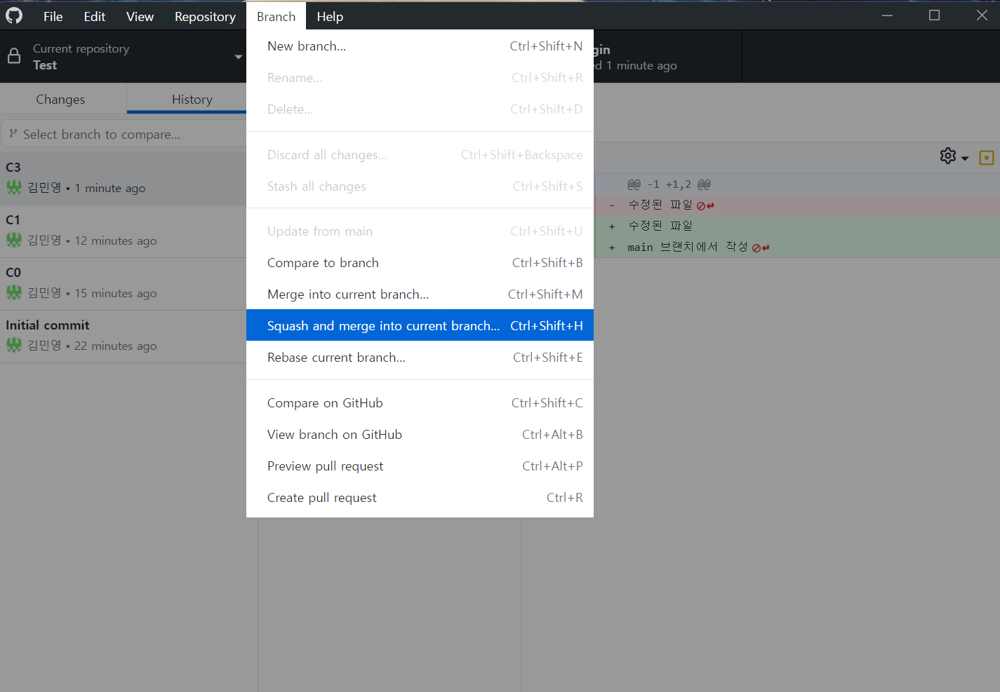 File Edit View Repository Branch Help
Current repository
Test
gin
ed 1 minute ago
Changes History
Select branch to compare...
C3
김민영 • 1 minute ago
C1
김민영 • 12 minutes ago
C0
김민영 • 15 minutes ago
Initial commit
김민영 • 22 minutes ago
New branch... Ctrl+Shift+N
Rename... Ctrl+Shift+R
Delete... Ctrl+Shift+D
Discard all changes... Ctrl+Shift+Backspace
Stash all changes Ctrl+Shift+S
Update from main Ctrl+Shift+U
Compare to branch Ctrl+Shift+B
Merge into current branch... Ctrl+Shift+M
Squash and merge into current branch... Ctrl+Shift+H
Rebase current branch... Ctrl+Shift+E
Compare on GitHub Ctrl+Shift+C
View branch on GitHub Ctrl+Alt+B
Preview pull request Ctrl+Alt+P
Create pull request Ctrl+R
@@ -1 +1,2 @@
- 수정된 파일
+ 수정된 파일
+ main 브랜치에서 작성